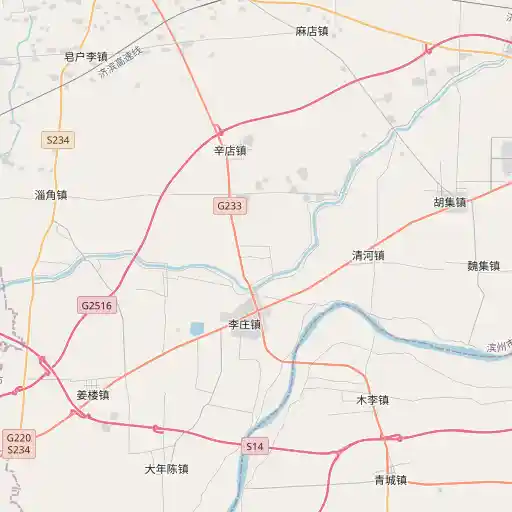 麻店镇
皂户李镇
济滨高速线
S234
辛店镇
淄角镇
G233
胡集镇
清河镇
魏集镇
G2516
李庄镇
滨州市
姜楼镇
木李镇
G220
S234
S14
大年陈镇
青城镇